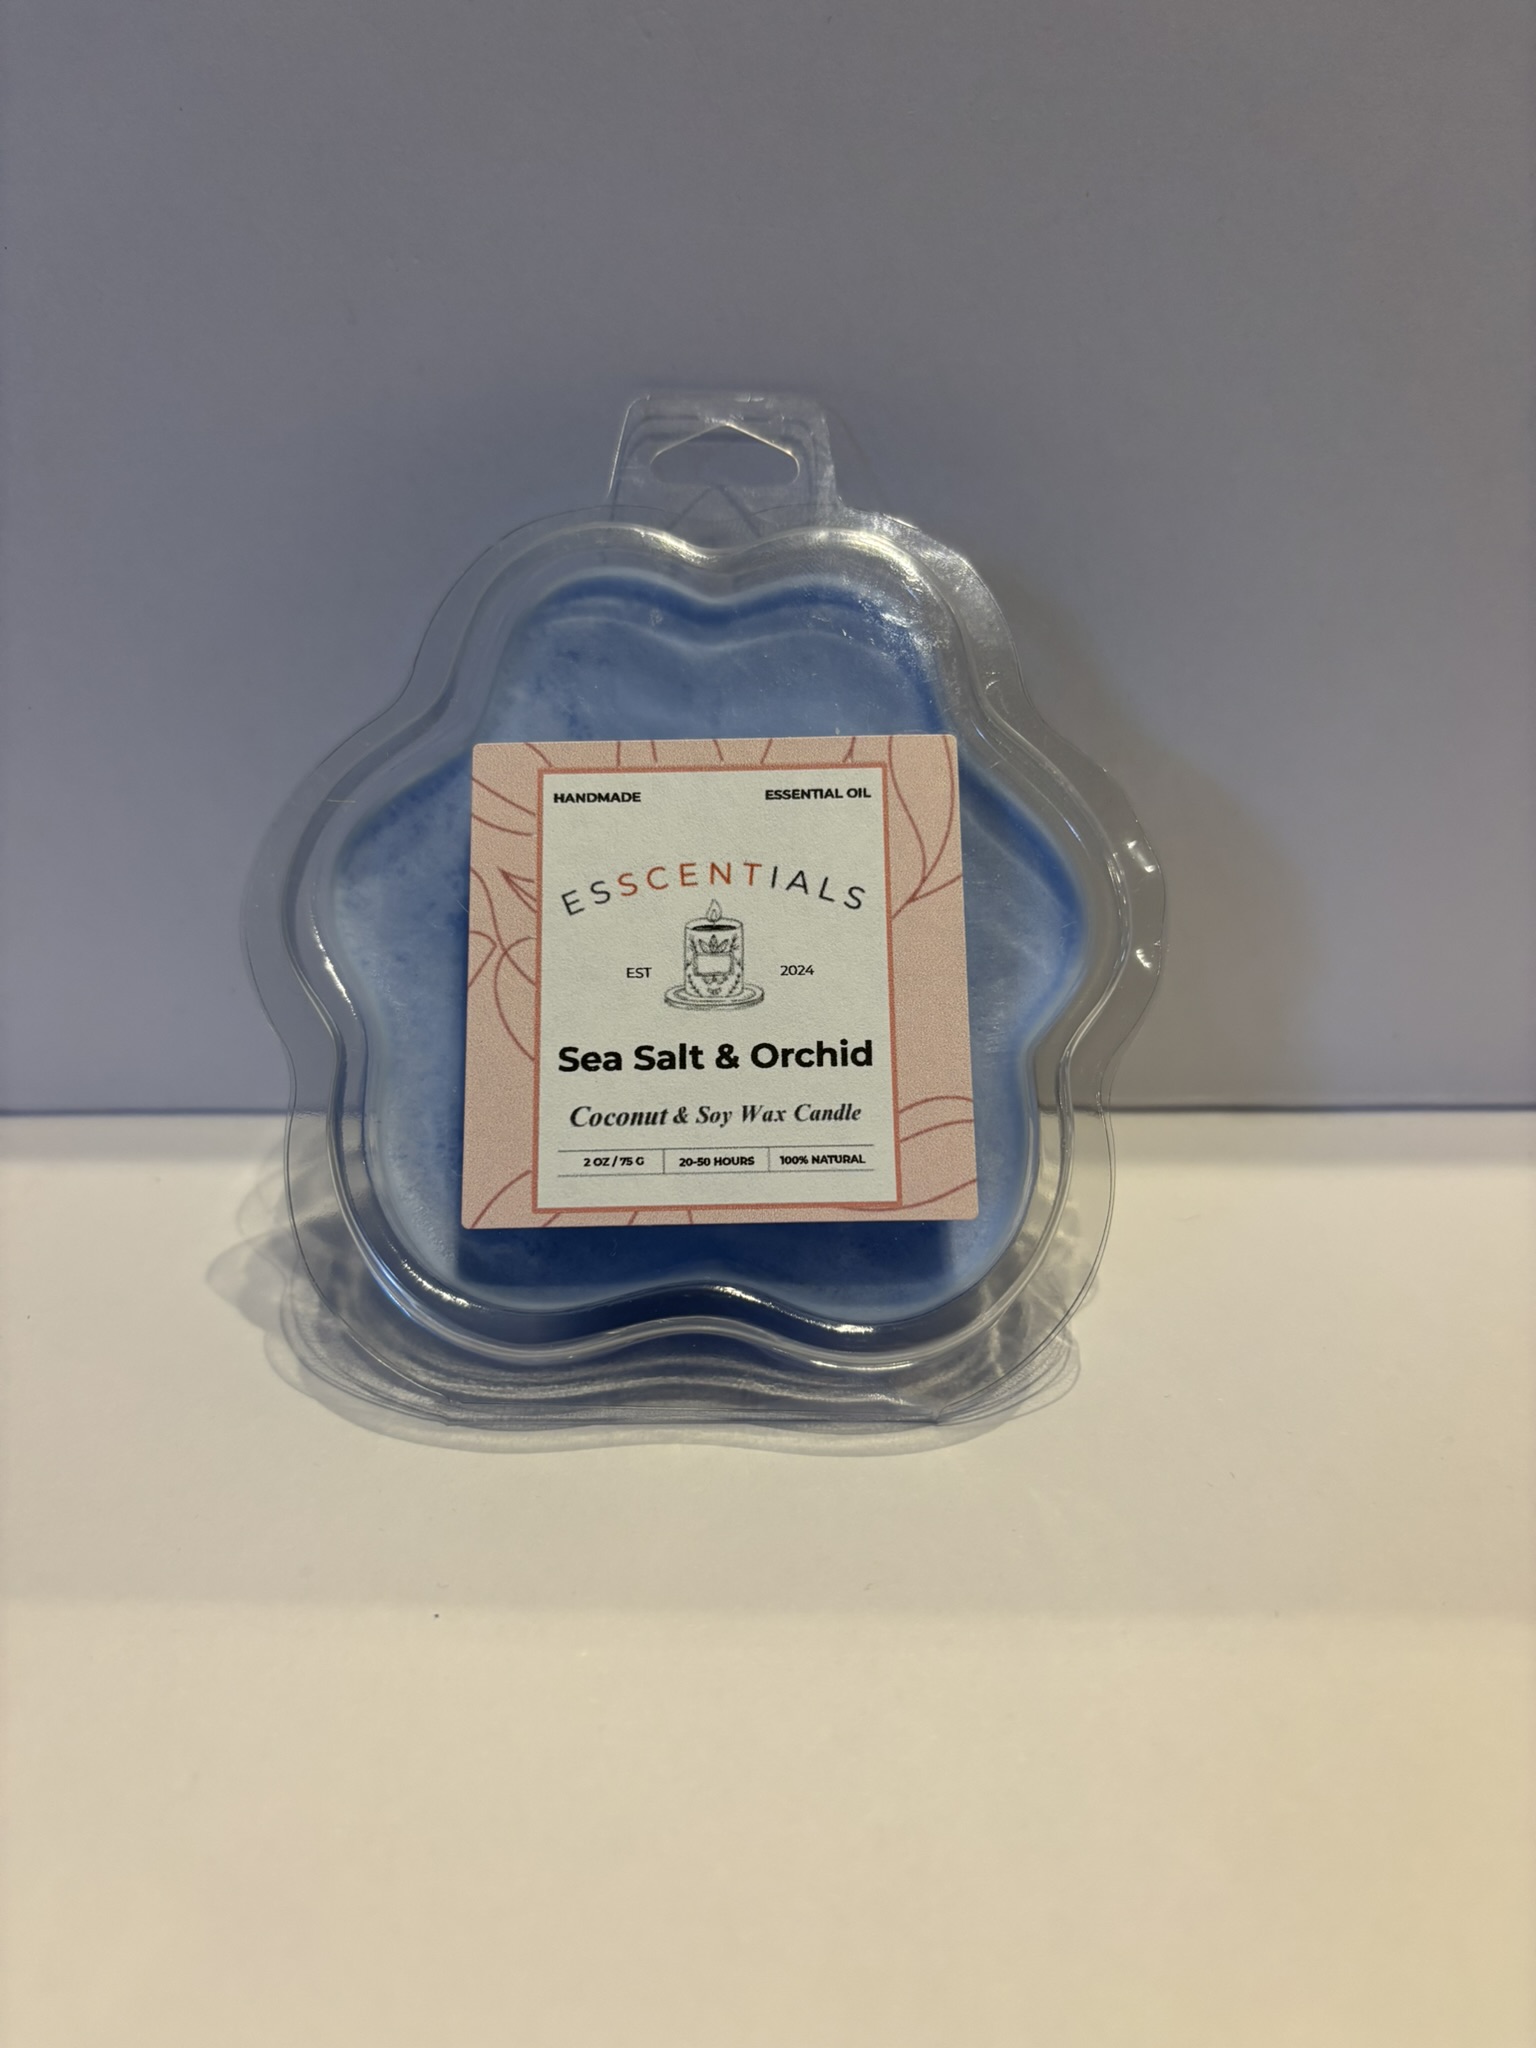 HANDMADE ESSENTIAL OIL
ESSCENTIALS
EST 2024
Sea Salt & Orchid
Coconut & Soy Wax Candle
2 OZ / 75 G 20-50 HOURS 100% NATURAL